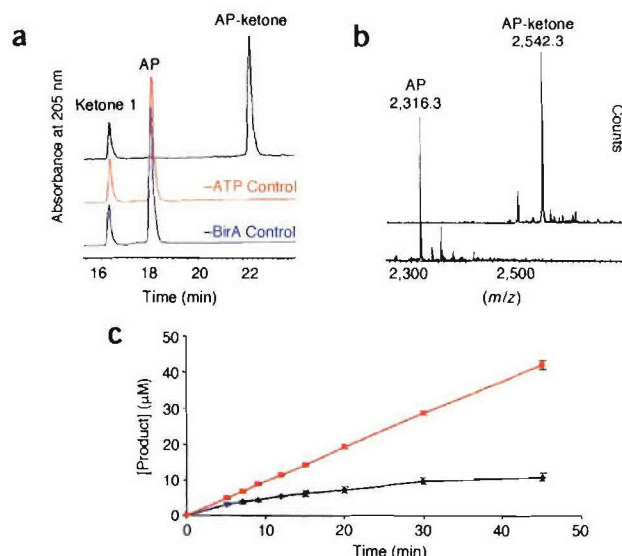 a
AP-ketone
AP
Ketone 1
Absorbance at 205 nm
–ATP Control
–BirA Control
16 18 20 22
Time (min)
b
AP-ketone
2,542.3
AP
2,316.3
Counts
2,300 2,500
(m/z)
c
50
40
30
20
10
0
[Product] (μM)
0 10 20 30 40 50
Time (min)